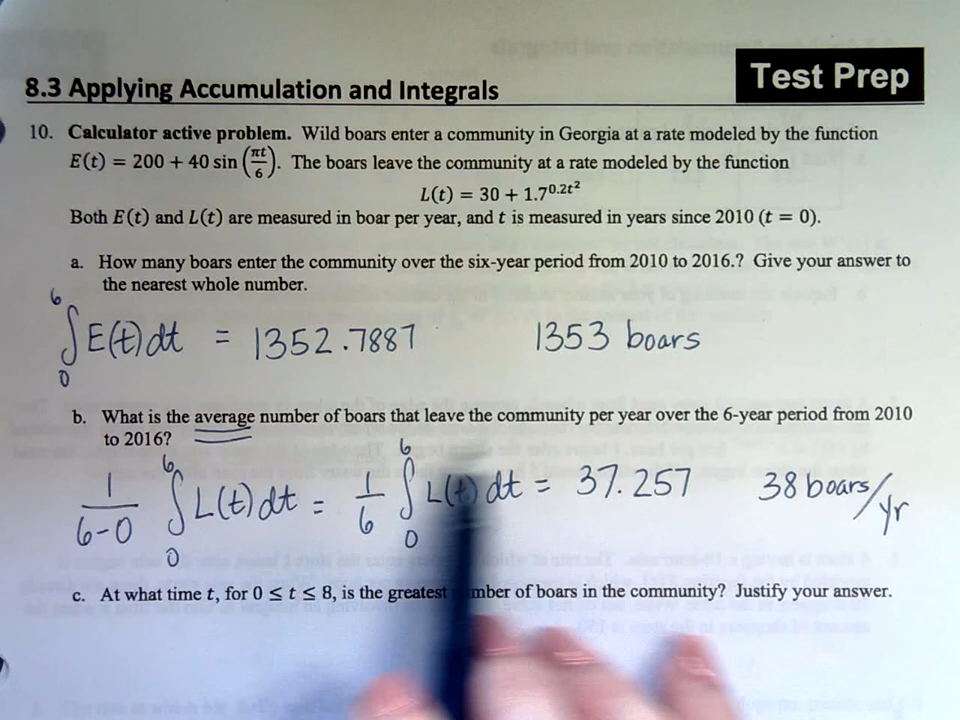 8.3 Applying Accumulation and Integrals
Test Prep
10. Calculator active problem. Wild boars enter a community in Georgia at a rate modeled by the function
E(t) = 200 + 40 sin (πt/6). The boars leave the community at a rate modeled by the function
L(t) = 30 + 1.7^0.2t²
Both E(t) and L(t) are measured in boar per year, and t is measured in years since 2010 (t = 0).
a. How many boars enter the community over the six-year period from 2010 to 2016.? Give your answer to
the nearest whole number.
∫₀⁶ E(t)dt = 1352.7887 1353 boars
b. What is the average number of boars that leave the community per year over the 6-year period from 2010
to 2016?
1/(6-0) ∫₀⁶ L(t)dt = 1/6 ∫₀⁶ L(t)dt = 37.257 38 boars/yr
c. At what time t, for 0 ≤ t ≤ 8, is the greatest of boars in the community? Justify your answer.